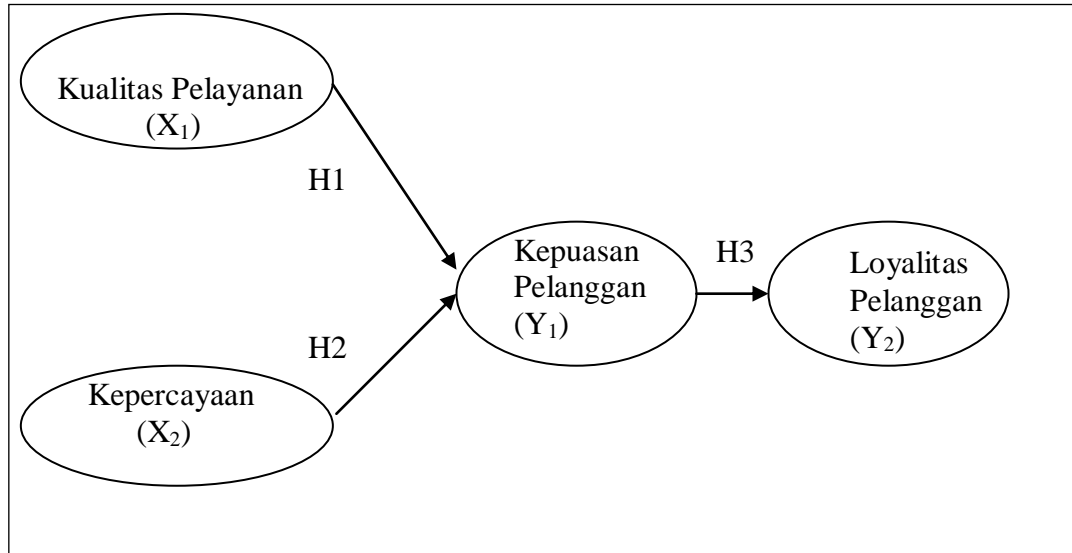 Kualitas Pelayanan
(X₁)
H1
Kepuasan
Pelanggan
(Y₁)
H3
Loyalitas
Pelanggan
(Y₂)
H2
Kepercayaan
(X₂)